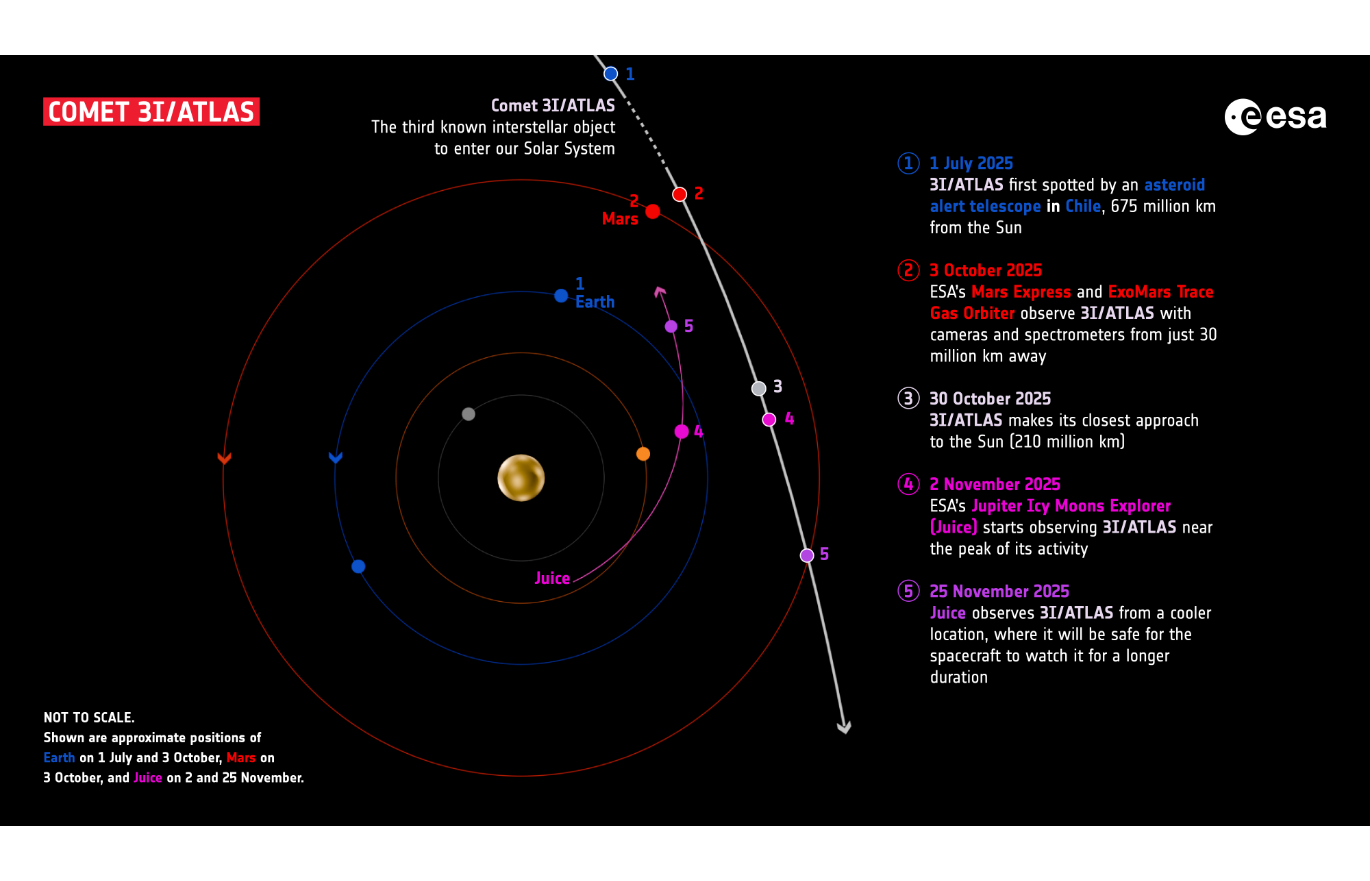 COMET 3I/ATLAS
Comet 3I/ATLAS
The third known interstellar object
to enter our Solar System
1
2
2
Mars
1
Earth
5
3
4
4
5
Juice
esa
1 1 July 2025
3I/ATLAS first spotted by an asteroid
alert telescope in Chile, 675 million km
from the Sun
2 3 October 2025
ESA's Mars Express and ExoMars Trace
Gas Orbiter observe 3I/ATLAS with
cameras and spectrometers from just 30
million km away
3 30 October 2025
3I/ATLAS makes its closest approach
to the Sun (210 million km)
4 2 November 2025
ESA's Jupiter Icy Moons Explorer
(Juice) starts observing 3I/ATLAS near
the peak of its activity
5 25 November 2025
Juice observes 3I/ATLAS from a cooler
location, where it will be safe for the
spacecraft to watch it for a longer
duration
NOT TO SCALE.
Shown are approximate positions of
Earth on 1 July and 3 October, Mars on
3 October, and Juice on 2 and 25 November.